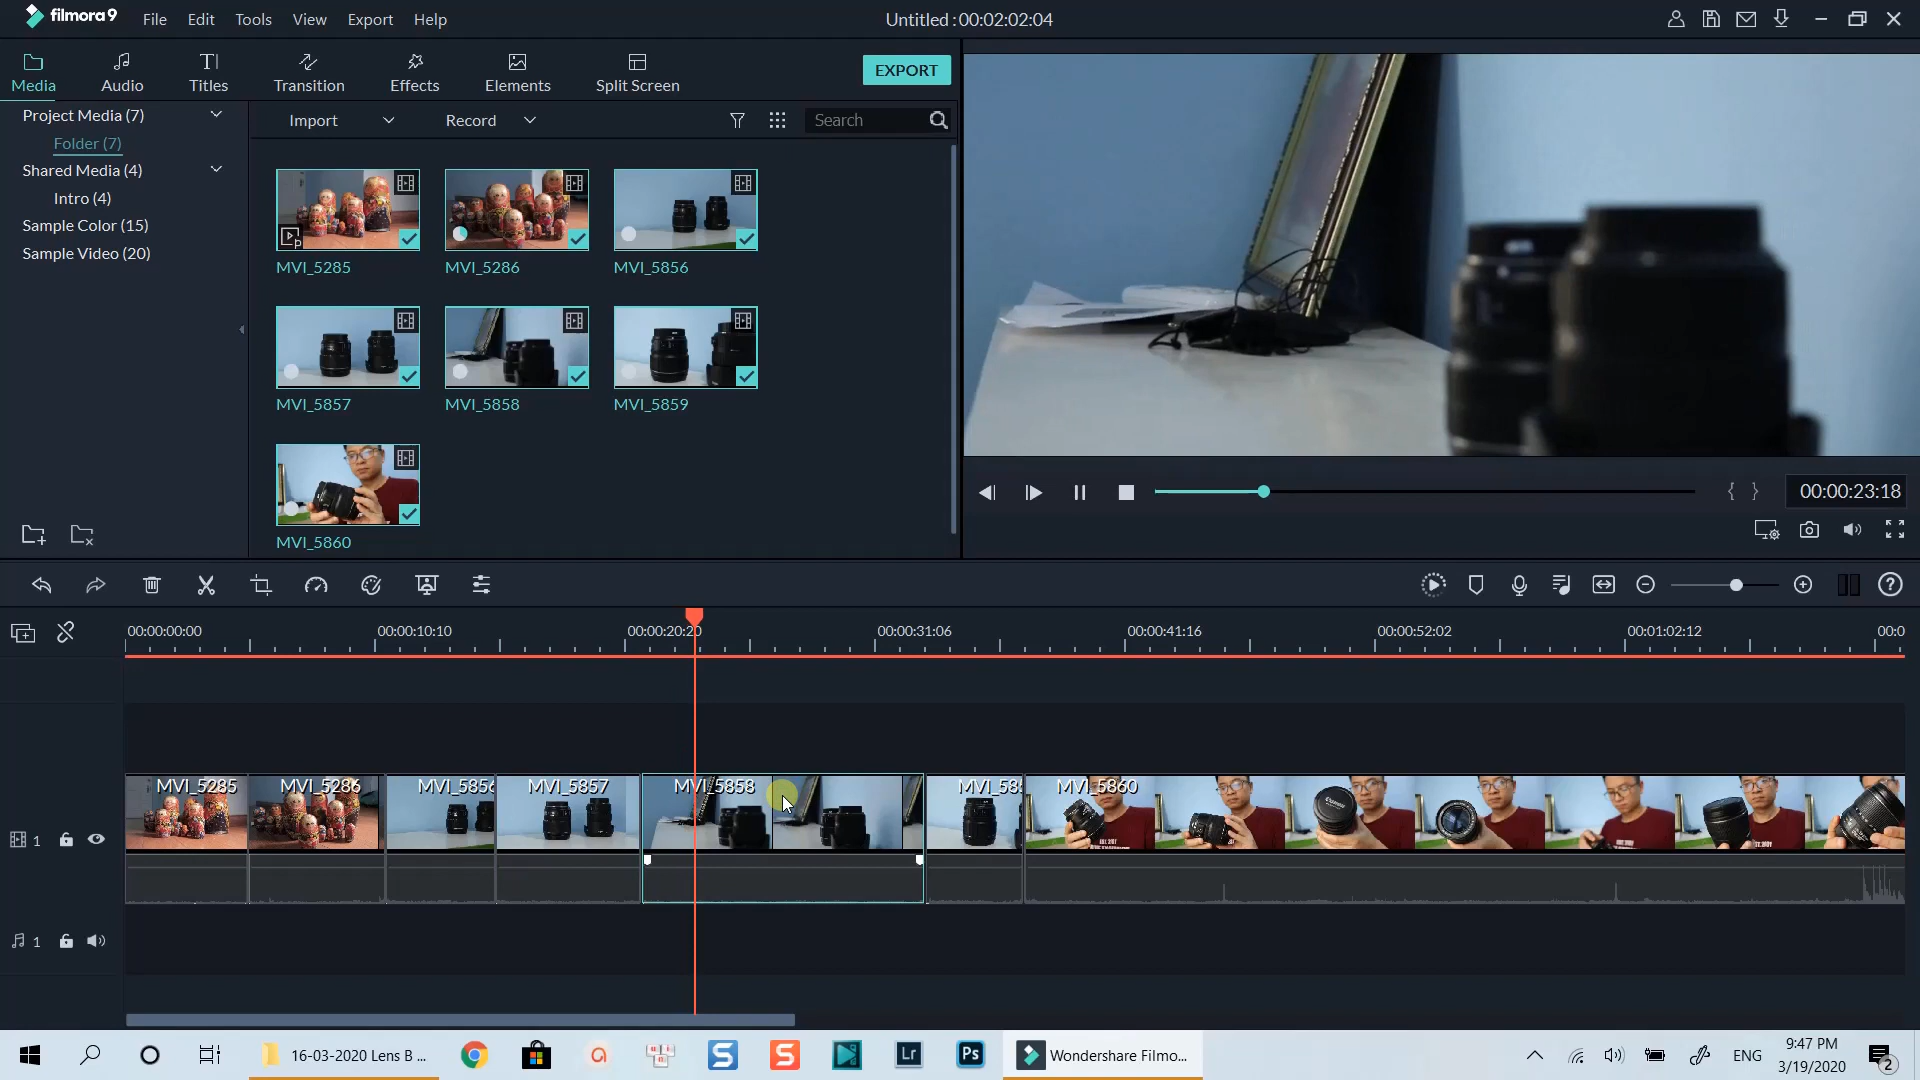 filmora9
File Edit Tools View Export Help
Untitled : 00:02:02:04
Media
Audio
Titles
Transition
Effects
Elements
Split Screen
EXPORT
Project Media (7)
Folder (7)
Shared Media (4)
Intro (4)
Sample Color (15)
Sample Video (20)
Import
Record
Search
MVI_5285
MVI_5286
MVI_5856
MVI_5857
MVI_5858
MVI_5859
MVI_5860
00:00:23:18
00:00:00:00
00:00:10:10
00:00:20:20
00:00:31:06
00:00:41:16
00:00:52:02
00:01:02:12
00:0
MVI_5285
MVI_5286
MVI_5856
MVI_5857
MVI_5858
MVI_585
MVI_5860
1
1
16-03-2020 Lens B ...
Lr
Ps
Wondershare Filmo...
ENG
9:47 PM
3/19/2020
2